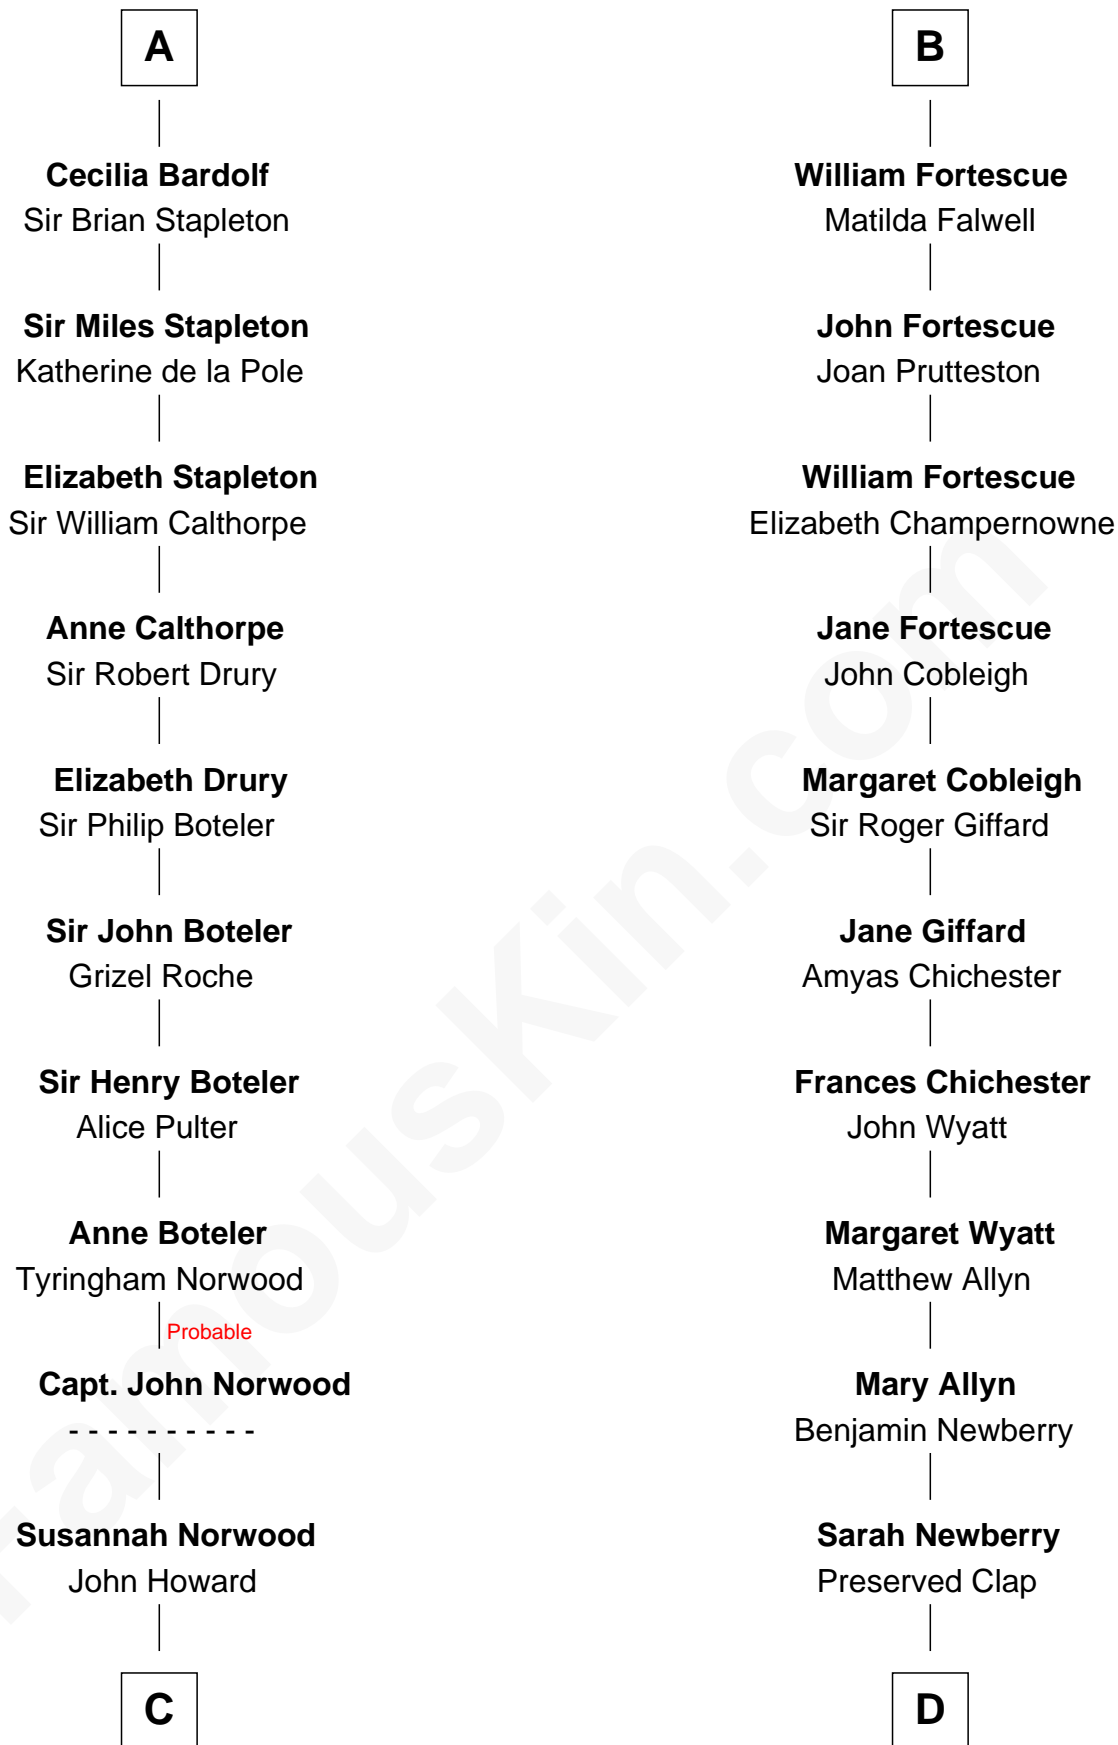 A
Cecilia Bardolf
Sir Brian Stapleton
Sir Miles Stapleton
Katherine de la Pole
Elizabeth Stapleton
Sir William Calthorpe
Anne Calthorpe
Sir Robert Drury
Elizabeth Drury
Sir Philip Boteler
Sir John Boteler
Grizel Roche
Sir Henry Boteler
Alice Pulter
Anne Boteler
Tyringham Norwood
Probable
Capt. John Norwood
- - - - - - - - - -
Susannah Norwood
John Howard
C
B
William Fortescue
Matilda Falwell
John Fortescue
Joan Prutteston
William Fortescue
Elizabeth Champernowne
Jane Fortescue
John Cobleigh
Margaret Cobleigh
Sir Roger Giffard
Jane Giffard
Amyas Chichester
Frances Chichester
John Wyatt
Margaret Wyatt
Matthew Allyn
Mary Allyn
Benjamin Newberry
Sarah Newberry
Preserved Clap
D
FamousKin.com